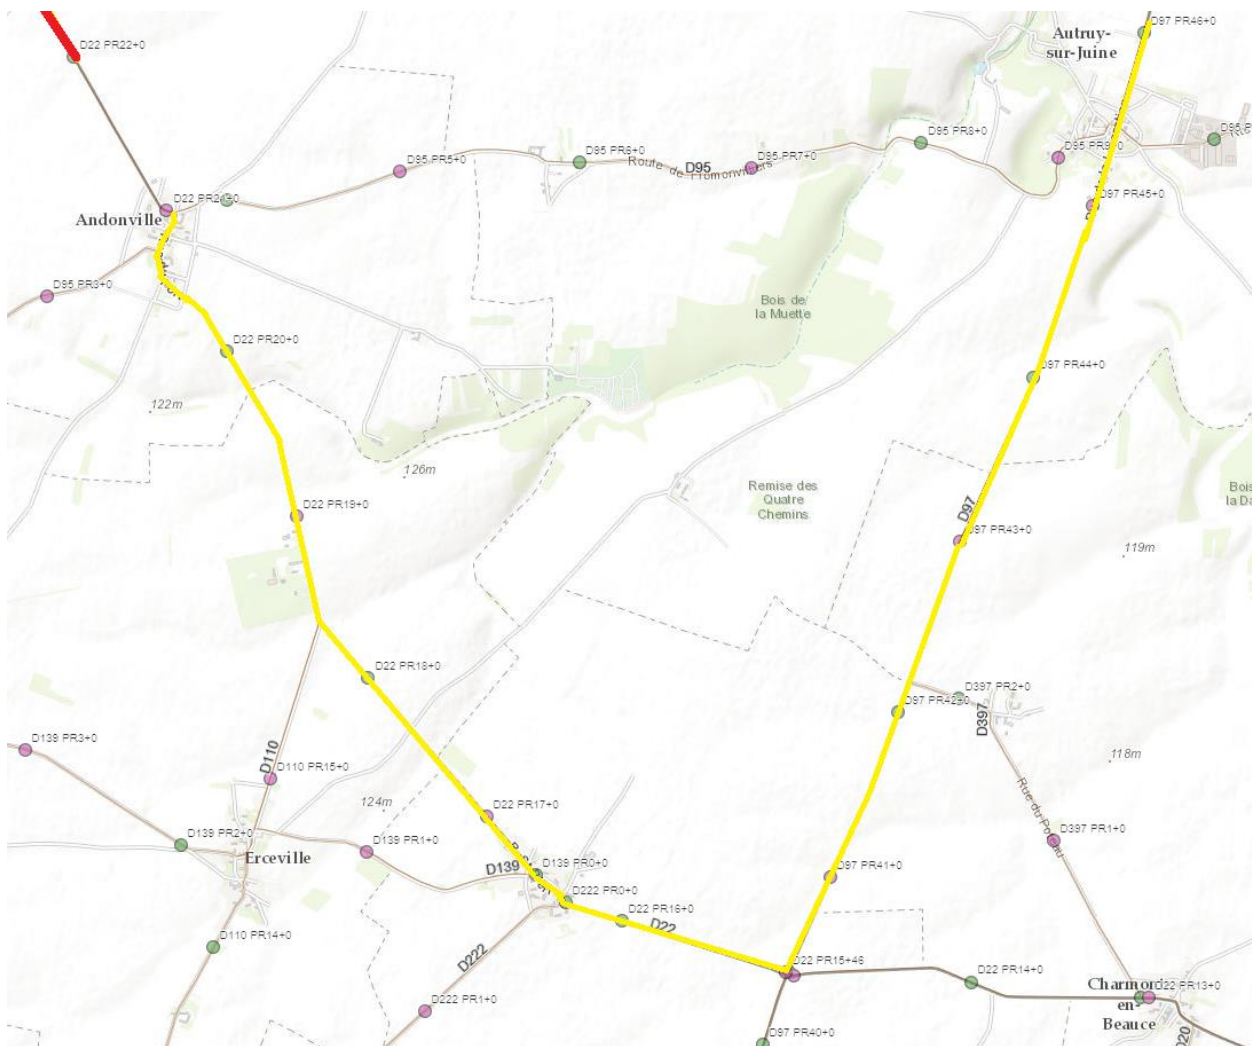 D22 PR22+0
D97 PR46+0
Autruy-
sur-Juine
D95 PR5+0
D95 PR6+0
Route de
D95
D95 PR7+0
D95 PR8+0
D95 PR9+0
Andonville
D97 PR45+0
D95 PR3+0
Bois de
la Muette
D22 PR20+0
D97 PR44+0
122m
126m
Remise des
Quatre
Chemins
D22 PR19+0
D97
D97 PR43+0
119m
D22 PR18+0
D397 PR2+0
D97 PR42+0
D397
D139 PR3+0
D110
D110 PR15+0
118m
124m
D22 PR17+0
Rue du
D397 PR1+0
D139 PR2+0
Erceville
D139 PR1+0
D139
D139 PR0+0
D97 PR41+0
D222 PR0+0
D22 PR16+0
D22
D110 PR14+0
D222
D22 PR15+46
D22 PR14+0
D22 PR13+0
en-
Beauce
D222 PR1+0
D97 PR40+0
D20